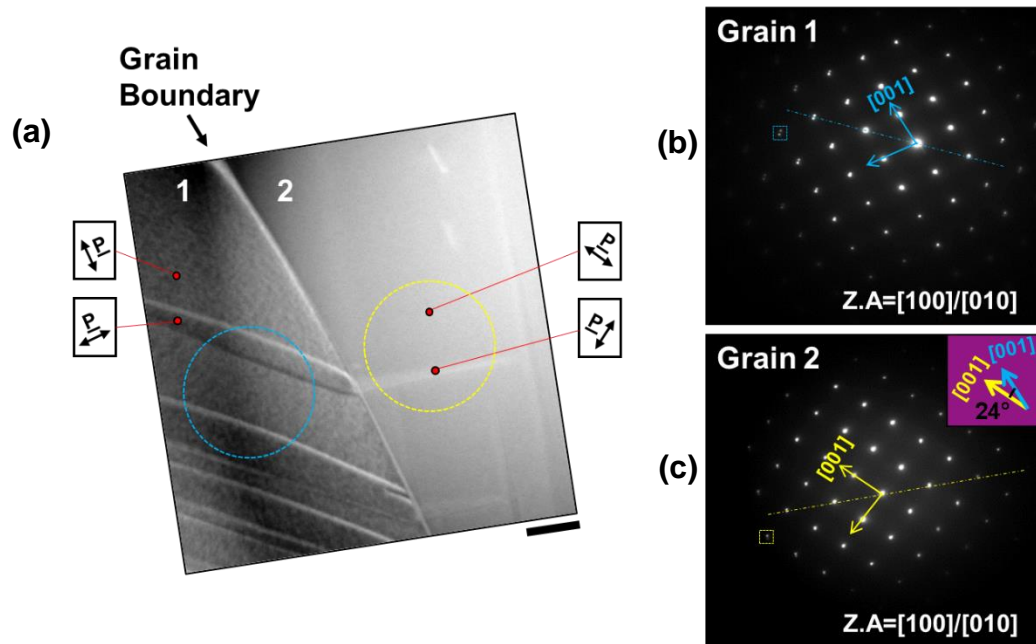 Grain
Boundary
(a)
1
2
P
P
P
P
Grain 1
[001]
(b)
Z.A=[100]/[010]
Grain 2
[001]
[001]
24°
[001]
(c)
Z.A=[100]/[010]